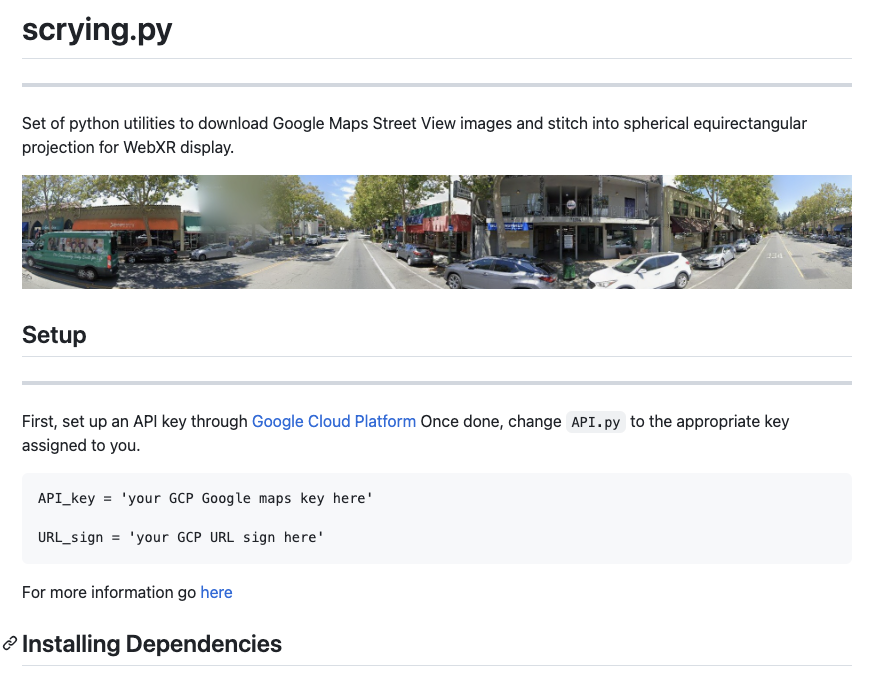 scrying.py
Set of python utilities to download Google Maps Street View images and stitch into spherical equirectangular
projection for WebXR display.
Setup
First, set up an API key through Google Cloud Platform Once done, change API.py to the appropriate key
assigned to you.
API_key = 'your GCP Google maps key here'
URL_sign = 'your GCP URL sign here'
For more information go here
Installing Dependencies